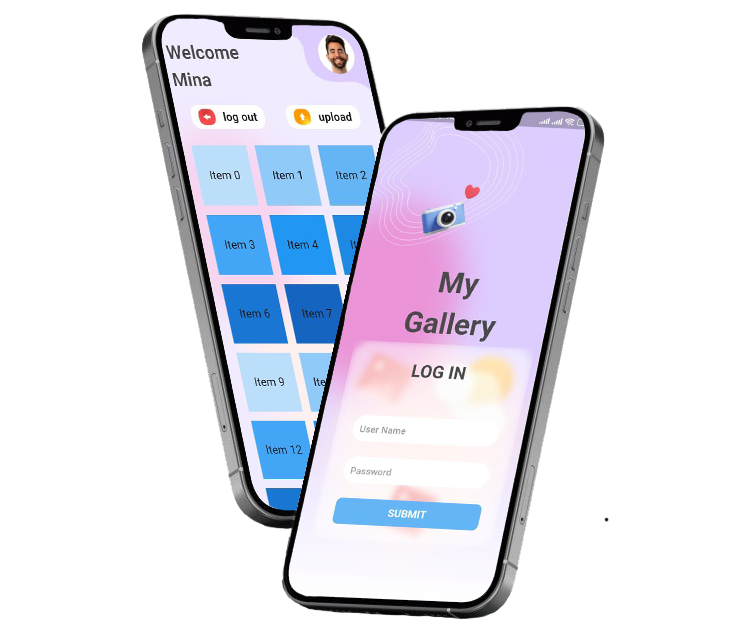 Welcome
Mina
log out
upload
Item 0
Item 1
Item 2
Item 3
Item 4
Item 6
Item 7
Item 9
Item 12
My
Gallery
LOG IN
User Name
Password
SUBMIT